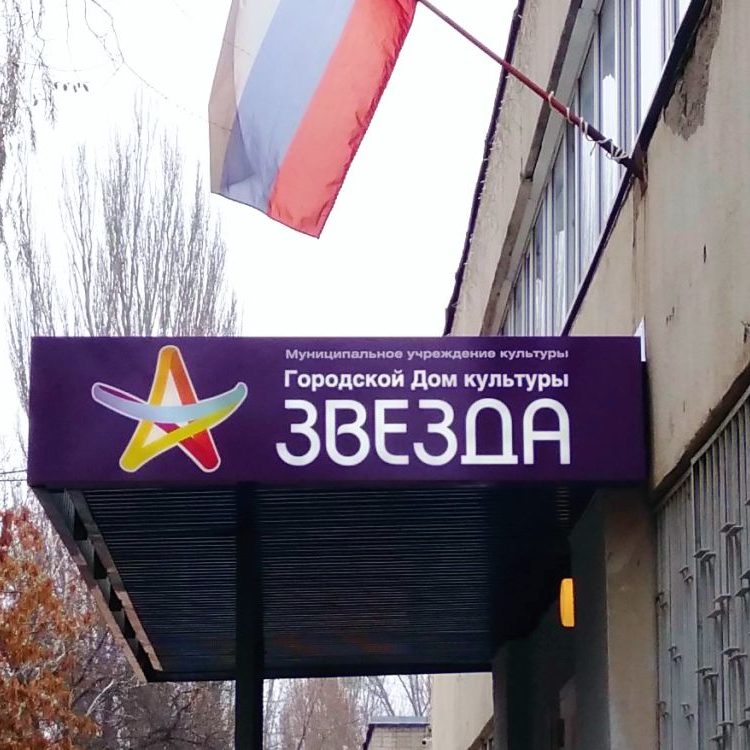 Муниципальное учреждение культуры
Городской Дом культуры
ЗВЕЗДА